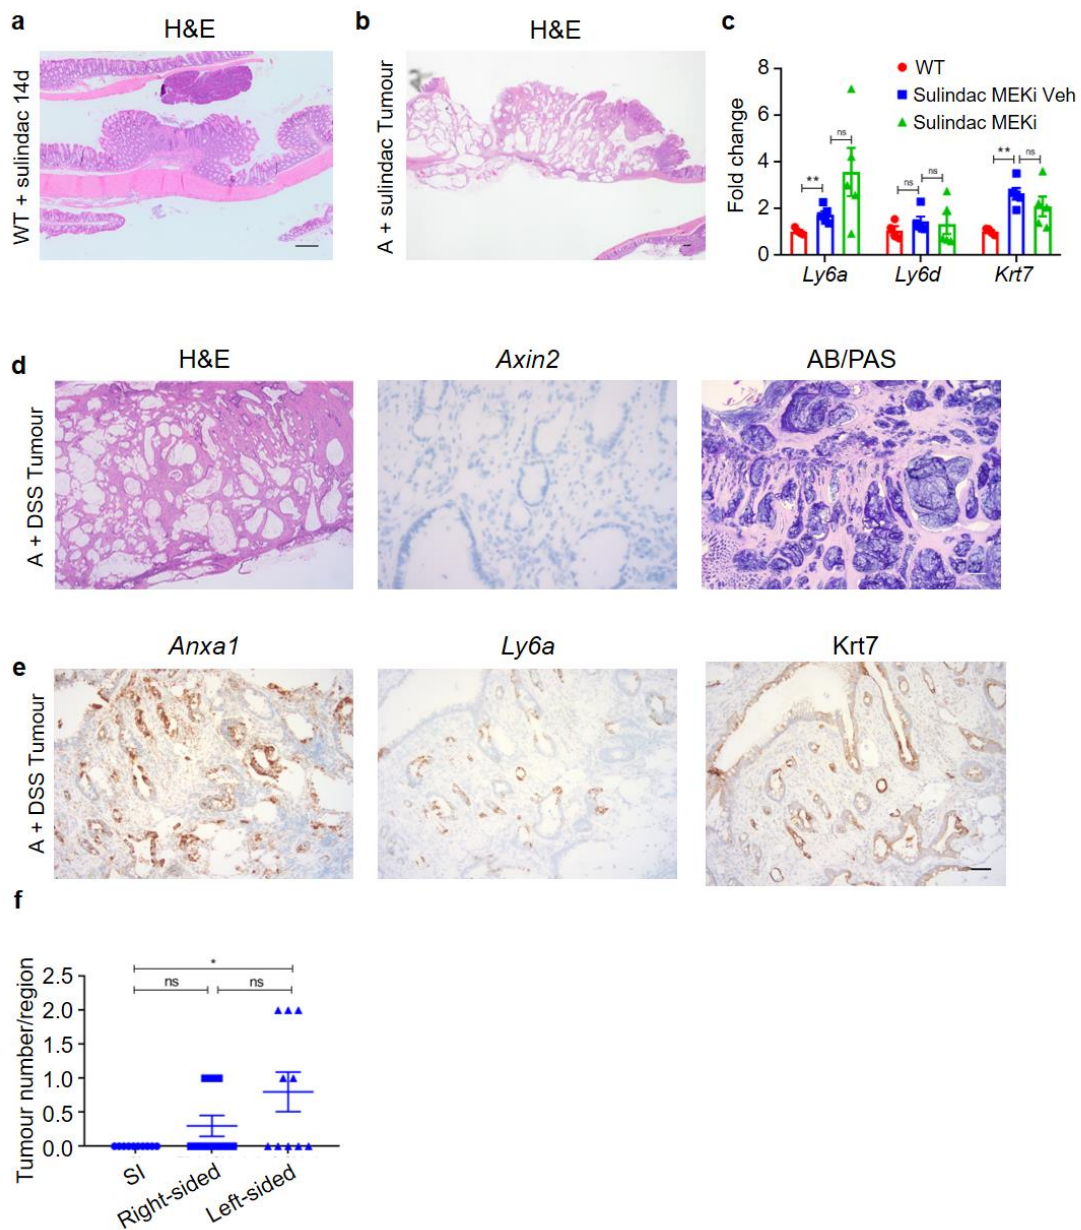 a
H&E
WT + sulindac 14d
b
H&E
A + sulindac Tumour
c
WT
Sulindac MEKi Veh
Sulindac MEKi
Fold change
8
6
4
2
0
** ns
ns ns
** ns
Ly6a Ly6d Krt7
d
H&E Axin2 AB/PAS
A + DSS Tumour
e
Anxa1 Ly6a Krt7
A + DSS Tumour
f
Tumour number/region
*
ns ns
2.5
2.0
1.5
1.0
0.5
0.0
SI
Right-sided
Left-sided